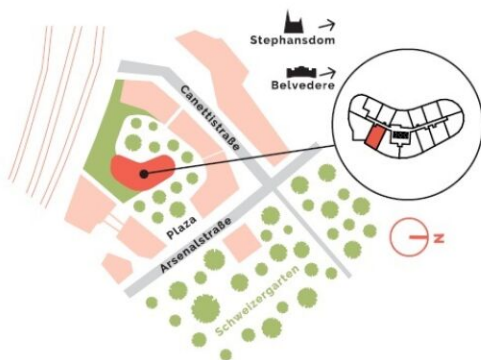 Stephansdom
Belvedere
Canettistraße
Plaza
Arsenalstraße
Schweizergarten
N